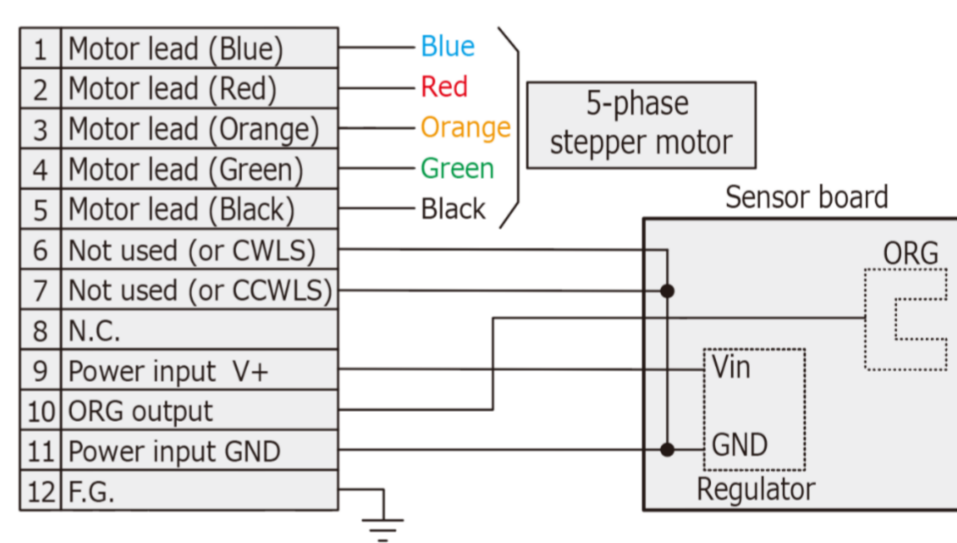 1 Motor lead (Blue)
2 Motor lead (Red)
3 Motor lead (Orange)
4 Motor lead (Green)
5 Motor lead (Black)
6 Not used (or CWLS)
7 Not used (or CCWLS)
8 N.C.
9 Power input V+
10 ORG output
11 Power input GND
12 F.G.
Blue
Red
Orange
Green
Black
5-phase
stepper motor
Sensor board
ORG
Vin
GND
Regulator